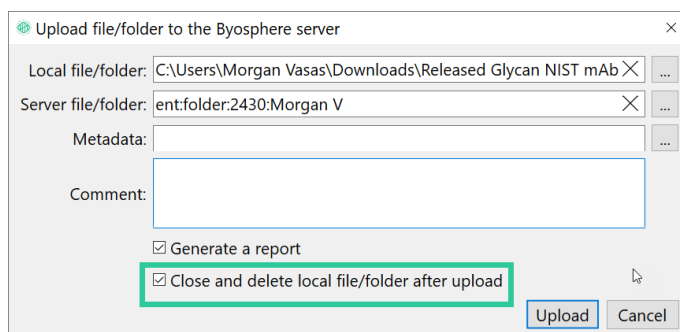 Upload file/folder to the Byosphere server
Local file/folder: C:\Users\Morgan Vasas\Downloads\Released Glycan NIST mAb ...
Server file/folder: ent:folder:2430:Morgan V ...
Metadata: ...
Comment:
Generate a report
Close and delete local file/folder after upload
Upload Cancel